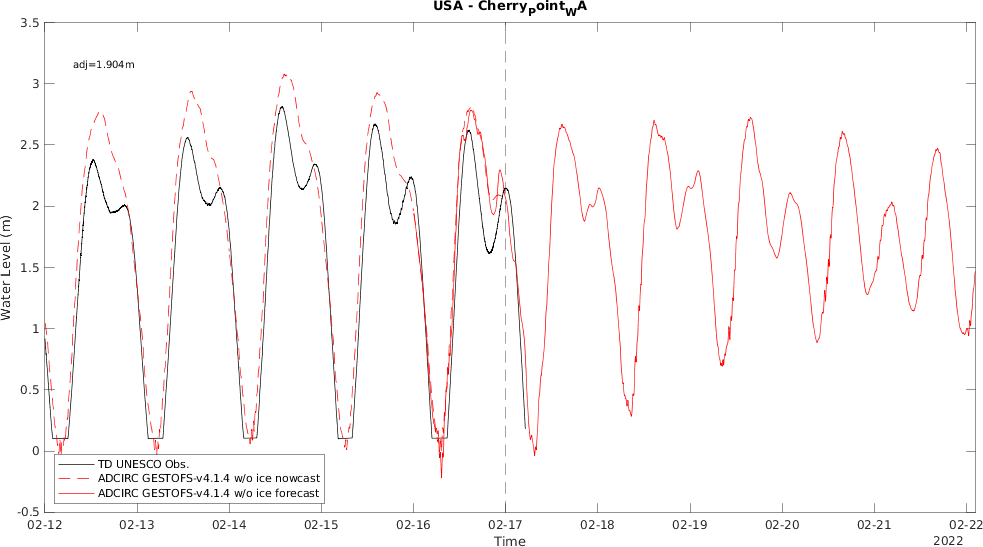 USA - CherryPointWA
adj=1.904m
3.5
3
2.5
2
1.5
1
0.5
0
-0.5
Water Level (m)
TD UNESCO Obs.
ADCIRC GESTOFS-v4.1.4 w/o ice nowcast
ADCIRC GESTOFS-v4.1.4 w/o ice forecast
02-12 02-13 02-14 02-15 02-16 02-17 02-18 02-19 02-20 02-21 02-22
Time
2022